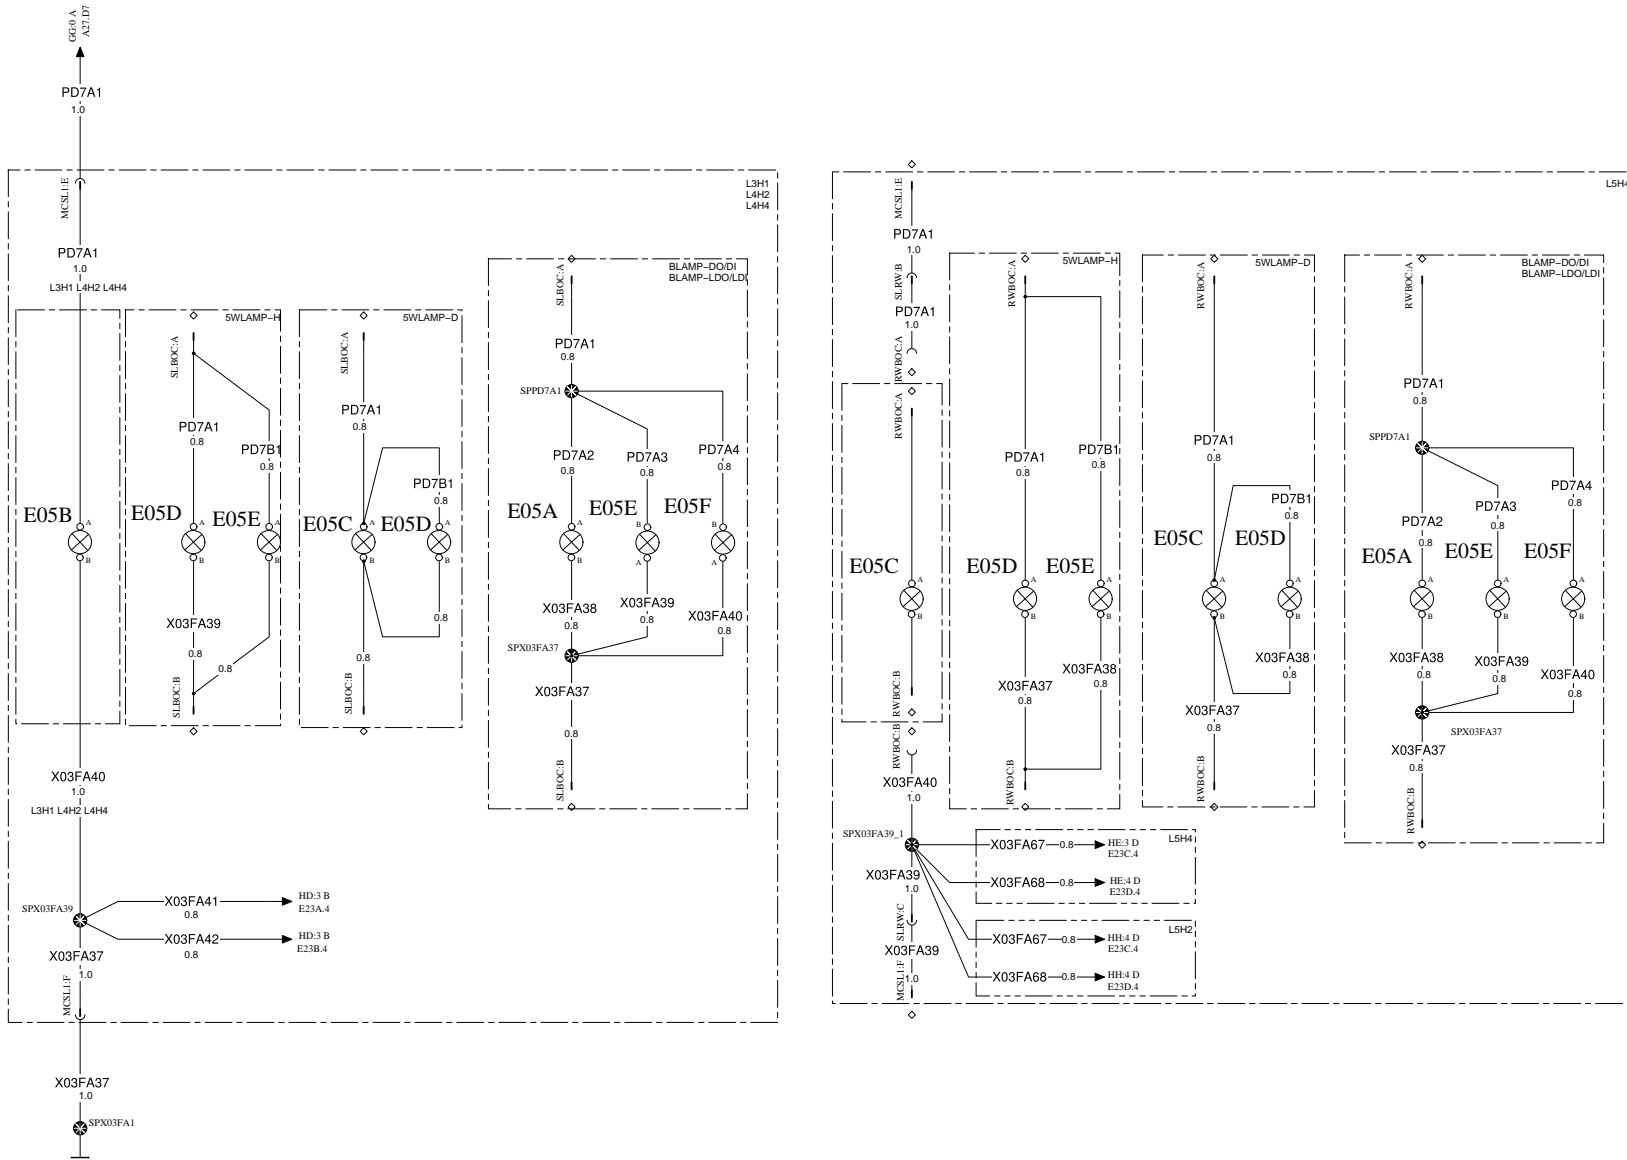 GG:0 A
A27.D7
PD7A1
1.0
MCSL1:E
L3H1
L4H2
L4H4
PD7A1
1.0
L3H1 L4H2 L4H4
E05B
A
B
X03FA40
1.0
L3H1 L4H2 L4H4
SPX03FA39
X03FA41
0.8
HD:3 B
E23A.4
X03FA42
0.8
HD:3 B
E23B.4
X03FA37
1.0
MCSL1:F
X03FA37
1.0
SPX03FA1
5WLAMP-H
SLBOC:A
PD7A1
0.8
PD7B1
0.8
E05D
A
B
E05E
A
B
X03FA39
0.8
0.8
SLBOC:B
5WLAMP-D
SLBOC:A
PD7A1
0.8
PD7B1
0.8
E05C
A
B
E05D
A
B
0.8
0.8
SLBOC:B
BLAMP-DO/DI
BLAMP-LDO/LDI
SLBOC:A
PD7A1
0.8
SPPD7A1
PD7A2
0.8
PD7A3
0.8
PD7A4
0.8
E05A
A
B
E05E
B
A
E05F
B
A
X03FA38
0.8
X03FA39
0.8
X03FA40
0.8
SPX03FA37
X03FA37
0.8
SLBOC:B
L5H4
MCSL1:E
PD7A1
1.0
SLRW:B
PD7A1
1.0
RWBOC:A
RWBOC:A
E05C
A
B
RWBOC:B
RWBOC:B
X03FA40
1.0
SPX03FA39_1
X03FA39
1.0
SLRW:C
X03FA39
1.0
MCSL1:F
L5H4
X03FA67
0.8
HE:3 D
E23C.4
X03FA68
0.8
HE:4 D
E23D.4
L5H2
X03FA67
0.8
HH:4 D
E23C.4
X03FA68
0.8
HH:4 D
E23D.4
5WLAMP-H
RWBOC:A
PD7A1
0.8
PD7B1
0.8
E05D
A
B
E05E
A
B
X03FA37
0.8
X03FA38
0.8
RWBOC:B
5WLAMP-D
RWBOC:A
PD7A1
0.8
PD7B1
0.8
E05C
A
B
E05D
A
B
X03FA37
0.8
X03FA38
0.8
RWBOC:B
BLAMP-DO/DI
BLAMP-LDO/LDI
RWBOC:A
PD7A1
0.8
SPPD7A1
PD7A2
0.8
PD7A3
0.8
PD7A4
0.8
E05A
A
B
E05E
A
B
E05F
A
B
X03FA38
0.8
X03FA39
0.8
X03FA40
0.8
SPX03FA37
X03FA37
0.8
RWBOC:B